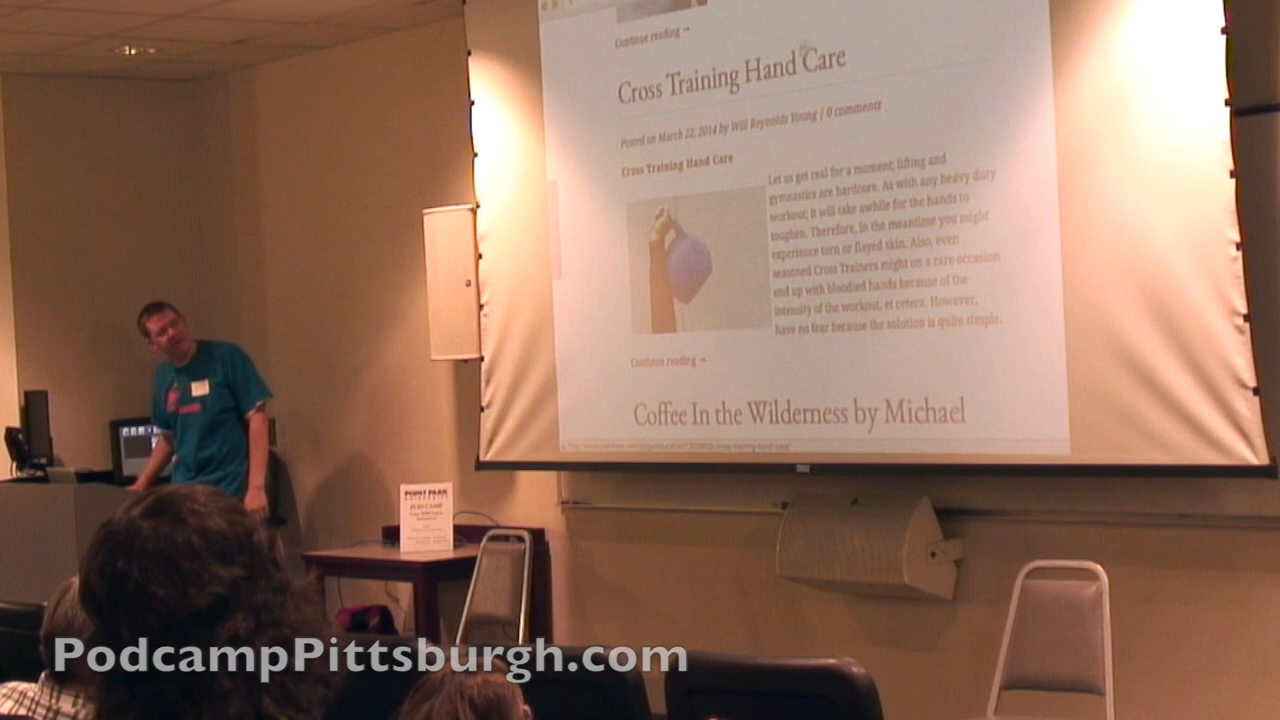 Continue reading →
Cross Training Hand Care
Posted on March 22, 2014 by Will Reynolds Young | 0 comments
Cross Training Hand Care
Let us get real for a moment; lifting and
gymnastics are hardcore. As with any heavy duty
workout; it will take awhile for the hands to
toughen. Therefore, in the meantime you might
experience torn or flayed skin. Also, even
seasoned Cross Trainers might on a rare occasion
end up with bloodied hands because of the
intensity of the workout, et cetera. However,
have no fear because the solution is quite simple.
Continue reading →
Coffee In the Wilderness by Michael
POINT PARK
UNIVERSITY
POD CAMP
PodcampPittsburgh.com